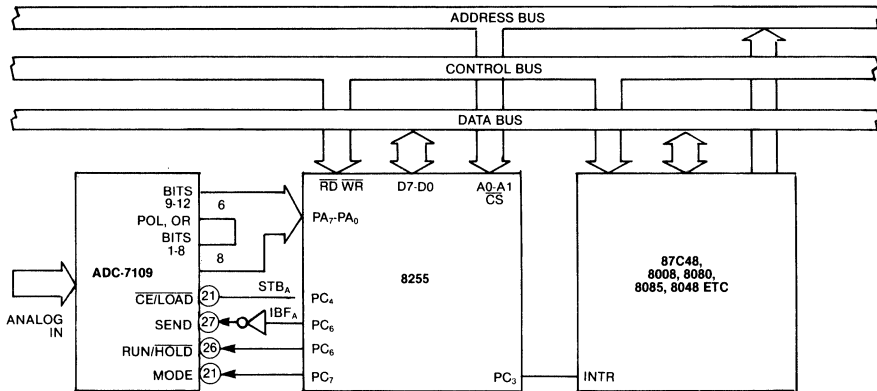 ADDRESS BUS
CONTROL BUS
DATA BUS
BITS
9-12
6
POL, OR
BITS
1-8
8
ADC-7109
ANALOG
IN
CE/LOAD
21
STBA
SEND
27
IBFA
RUN/HOLD
26
MODE
21
RD WR
D7-D0
A0-A1
CS
PA7-PA0
8255
PC4
PC6
PC6
PC7
PC3
INTR
87C48,
8008, 8080,
8085, 8048 ETC